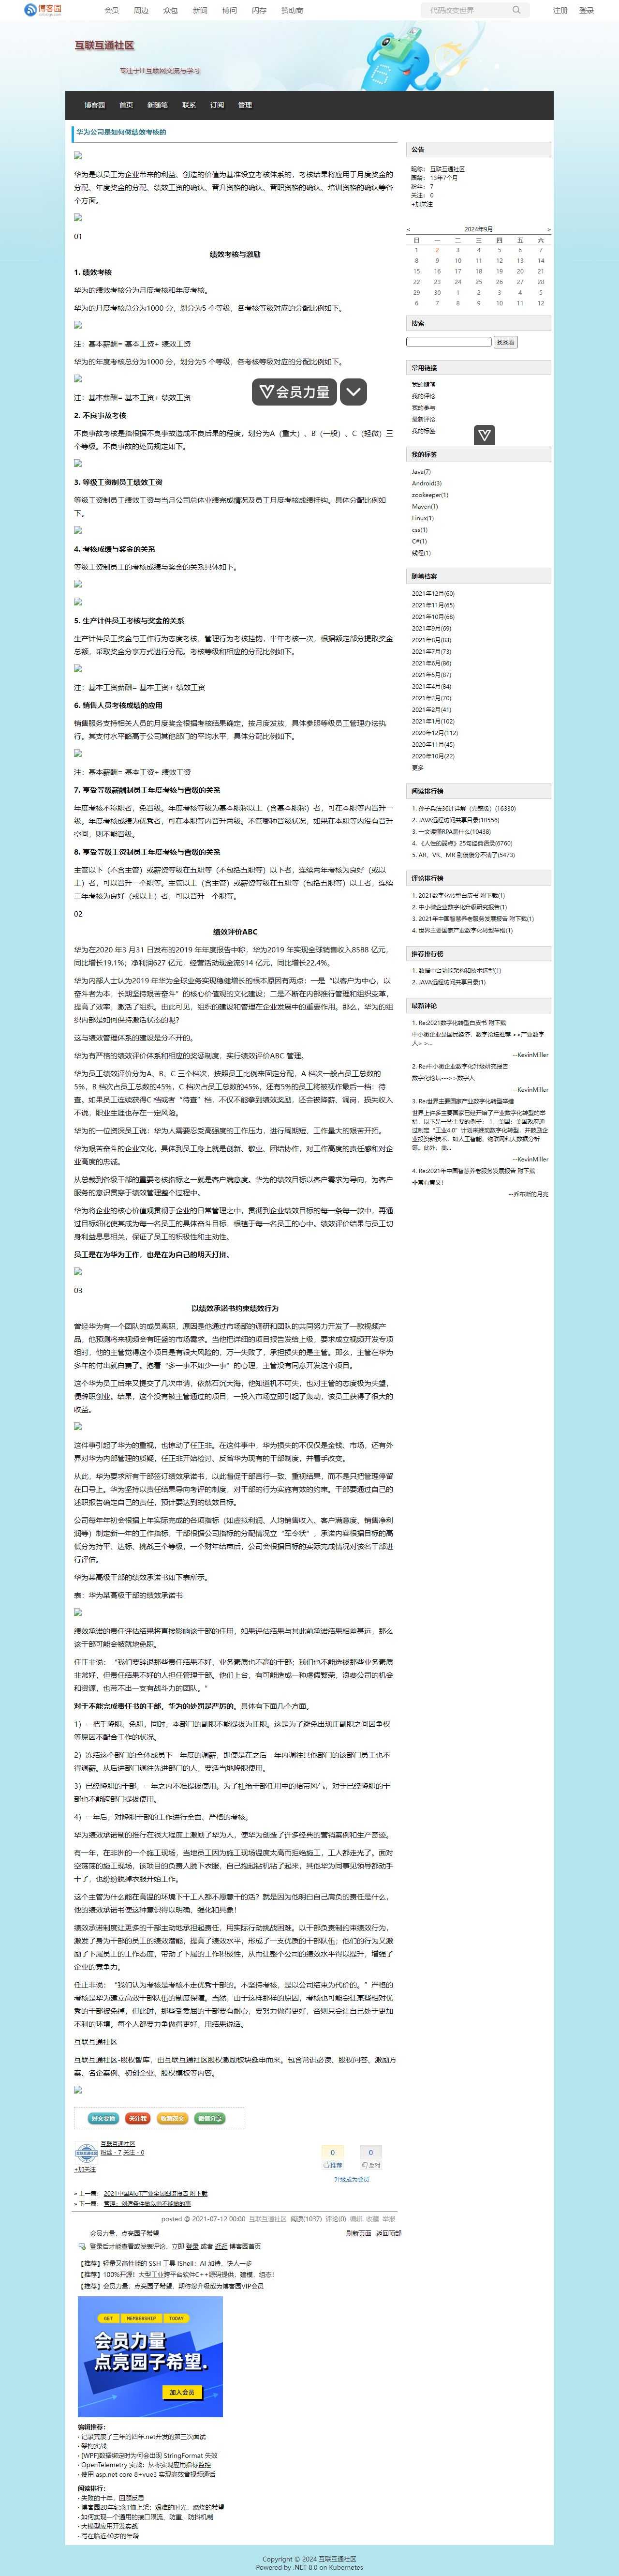 博客园
会员 周边 众包 新闻 博问 闪存 赞助商
代码改变世界
注册 登录
互联互通社区
专注于IT互联网交流与学习
博客园 首页 新随笔 联系 订阅 管理
华为公司是如何做绩效考核的
华为是以员工为企业带来的利益、创造的价值为基准设立考核体系的，考核结果将应用于月度奖金的
分配、年度奖金的分配、绩效工资的确认、晋升资格的确认、晋职资格的确认、培训资格的确认等各
个方面。
01
绩效考核与激励
1. 绩效考核
华为的绩效考核分为月度考核和年度考核。
华为的月度考核总分为1000 分，划分为5 个等级，各考核等级对应的分配比例如下。
注：基本薪酬= 基本工资+ 绩效工资
华为的年度考核总分为1000 分，划分为5 个等级，各考核等级对应的分配比例如下。
注：基本薪酬= 基本工资+ 绩效工资
会员力量
2. 不良事故考核
不良事故考核是指根据不良事故造成不良后果的程度，划分为A（重大）、B（一般）、C（轻微）三
个等级。不良事故的处罚规定如下。
3. 等级工资制员工绩效工资
等级工资制员工绩效工资与当月公司总体业绩完成情况及员工月度考核成绩挂钩。具体分配比例如
下。
4. 考核成绩与奖金的关系
等级工资制员工的考核成绩与奖金的关系具体如下。
5. 生产计件员工考核与奖金的关系
生产计件员工奖金与工作行为态度考核、管理行为考核挂钩，半年考核一次，根据额定部分提取奖金
总额，采取奖金分享方式进行分配。考核等级和相应的分配比例如下。
注：基本工资薪酬= 基本工资+ 绩效工资
6. 销售人员考核成绩的应用
销售服务支持相关人员的月度奖金根据考核结果确定，按月度发放，具体参照等级员工管理办法执
行。其支付水平略高于公司其他部门的平均水平，具体分配比例如下。
注：基本薪酬= 基本工资+ 绩效工资
7. 享受等级薪酬制员工年度考核与晋级的关系
年度考核不称职者，免晋级。年度考核等级为基本称职以上（含基本称职）者，可在本职等内晋升一
级。年度考核成绩为优秀者，可在本职等内晋升两级。不管哪种晋级状况，如果在本职等内没有晋升
空间，则不能晋级。
8. 享受等级工资制员工年度考核与晋级的关系
主管以下（不含主管）或薪资等级在五职等（不包括五职等）以下者，连续两年考核为良好（或以
上）者，可以晋升一个职等。主管以上（含主管）或薪资等级在五职等（包括五职等）以上者，连续
三年考核为良好（或以上）者，可以晋升一个职等。
02
绩效评价ABC
华为在2020 年3 月31 日发布的2019 年年度报告中称，华为2019 年实现全球销售收入8588 亿元，
同比增长19.1%；净利润627 亿元，经营活动现金流914 亿元，同比增长22.4%。
华为内部人士认为2019 年华为全球业务实现稳健增长的根本原因有两点：一是“以客户为中心，以
奋斗者为本，长期坚持艰苦奋斗”的核心价值观的文化建设；二是不断在内部推行管理和组织变革，
提高了效率，激活了组织。由此可见，组织的建设和管理在企业发展中的重要作用。那么，华为的组
织内部是如何保持激活状态的呢？
这与绩效管理体系的建设是分不开的。
华为有严格的绩效评价体系和相应的奖惩制度，实行绩效评价ABC 管理。
华为员工绩效评价分为A、B、C 三个档次，按照员工比例来固定分配，A 档次一般占员工总数的
5%，B 档次占员工总数的45%，C 档次占员工总数的45%，还有5%的员工将被视作最后一档：待
查。如果员工连续获得C 档或者“待查”档，不仅不能拿到绩效奖励，还会被降薪、调岗，损失收入
不说，职业生涯也存在一定风险。
华为的一位资深员工说：华为人需要忍受高强度的工作压力，进行周期短、工作量大的艰苦开拓。
华为艰苦奋斗的企业文化，具体到员工身上就是创新、敬业、团结协作，对工作高度的责任感和对企
业高度的忠诚。
从总裁到各级干部的重要考核指标之一就是客户满意度。华为的绩效目标以客户需求为导向，为客户
服务的意识贯穿于绩效管理整个过程中。
华为将企业的核心价值观贯彻于企业的日常管理之中，贯彻到企业绩效目标的每一条每一款中，再通
过目标细化使其成为每一名员工的具体奋斗目标，根植于每一名员工的心中。绩效评价结果与员工切
身利益息息相关，保证了员工的积极性和主动性。
员工是在为华为工作，也是在为自己的明天打拼。
03
以绩效承诺书约束绩效行为
曾经华为有一个团队的成员离职，原因是他通过市场部的调研和团队的共同努力开发了一款视频产
品，他预测将来视频会有旺盛的市场需求。当他把详细的项目报告发给上级，要求成立视频开发专项
组时，他的主管觉得这个项目是有很大风险的，万一失败了，承担损失的是主管。那么，主管在华为
多年的付出就白费了。抱着“多一事不如少一事”的心理，主管没有同意开发这个项目。
这个华为员工后来又提交了几次申请，依然石沉大海，他知道机不可失，也对主管的态度极为失望，
便辞职创业。结果，这个没有被主管通过的项目，一投入市场立即引起了轰动，该员工获得了很大的
收益。
这件事引起了华为的重视，也惊动了任正非。在这件事中，华为损失的不仅仅是金钱、市场，还有外
界对华为内部管理的质疑，任正非开始检讨、反省华为现有的干部制度，并着手改变。
从此，华为要求所有干部签订绩效承诺书，以此督促干部言行一致、重视结果，而不是只把管理停留
在口号上。华为坚持以责任结果导向考评的制度，对干部的行为实施有效的约束。干部要通过自己的
述职报告确定自己的责任，预计要达到的绩效目标。
公司每年年初会根据上年实际完成的各项指标（如虚拟利润、人均销售收入、客户满意度、销售净利
润等）制定新一年的工作指标，干部根据公司指标的分配情况立“军令状”，承诺内容根据目标的高
低分为持平、达标、挑战三个等级，一个财年结束后，公司会根据目标的实际完成情况对该名干部进
行评估。
华为某高级干部的绩效承诺书如下表所示。
表：华为某高级干部的绩效承诺书
绩效承诺的责任评估结果将直接影响该干部的任用，如果评估结果与其此前承诺结果相差甚远，那么
该干部可能会被就地免职。
任正非说：“我们要辞退那些责任结果不好、业务素质也不高的干部；我们也不能选拔那些业务素质
非常好，但责任结果不好的人担任管理干部。他们上台，有可能造成一种虚假繁荣，浪费公司的机会
和资源，也带不出一支有战斗力的团队。”
对于不能完成责任书的干部，华为的处罚是严厉的。具体有下面几个方面。
1）一把手降职、免职，同时，本部门的副职不能提拔为正职。这是为了避免出现正副职之间因争权
等原因不配合工作的状况。
2）冻结这个部门的全体成员下一年度的调薪，即使是在之后一年内调往其他部门的该部门员工也不
得调薪。从后进部门调往先进部门的人，要适当地降职使用。
3）已经降职的干部，一年之内不准提拔使用。为了杜绝干部任用中的裙带风气，对于已经降职的干
部也不能跨部门提拔使用。
4）一年后，对降职干部的工作进行全面、严格的考核。
华为绩效承诺制的推行在很大程度上激励了华为人，使华为创造了许多经典的营销案例和生产奇迹。
有一年，在非洲的一个施工现场，当地员工因为施工现场温度太高而拒绝施工，工人都走光了。面对
空荡荡的施工现场，该项目的负责人脱下衣服，自己抱起钻机钻了起来，其他华为同事见领导都动手
干了，也纷纷脱掉衣服开始工作。
这个主管为什么能在高温的环境下干工人都不愿意干的活？就是因为他明白自己肩负的责任是什么，
他的绩效承诺书使这种意识得以明确、强化和具象！
绩效承诺制度让更多的干部主动地承担起责任，用实际行动挑战困难。以干部负责制约束绩效行为，
激发了身为干部的员工的绩效潜能，提高了绩效水平，形成了一支优质的干部队伍；他们的行为又激
励了下属员工的工作态度，带动了下属的工作积极性，从而让整个公司的绩效水平得以提升，增强了
企业的竞争力。
任正非说：“我们认为考核是考核不走优秀干部的。不坚持考核，是以公司结束为代价的。”严格的
考核是华为建立高效干部队伍的制度保障。当然，由于这样那样的原因，考核也可能会让某些相对优
秀的干部被免掉，但此时，那些受委屈的干部要有耐心，要努力做得更好，否则只会让自己处于更加
不利的环境。每个人都要力争做得更好，用结果说话。
互联互通社区
互联互通社区-股权智库，由互联互通社区股权激励板块延申而来。包含常识必读、股权问答、激励方
案、名企案例、初创企业、股权模板等内容。
好文要顶 关注我 收藏该文 微信分享
互联互通社区
粉丝 - 7 关注 - 0
+加关注
0 推荐
0 反对
升级成为会员
« 上一篇： 2021中国AIoT产业全景图谱报告 附下载
» 下一篇： 管理：创造条件做以前不能做的事
posted @ 2021-07-12 00:00 互联互通社区 阅读(1037) 评论(0) 编辑 收藏 举报
会员力量，点亮园子希望
刷新页面 返回顶部
登录后才能查看或发表评论，立即 登录 或者 逛逛 博客园首页
【推荐】轻量又高性能的 SSH 工具 IShell：AI 加持，快人一步
【推荐】100%开源！大型工业跨平台软件C++源码提供，建模，组态！
【推荐】会员力量，点亮园子希望，期待您升级成为博客园VIP会员
GET MEMBERSHIP TODAY
会员力量
点亮园子希望.
加入会员
编辑推荐：
· 记录荒废了三年的四年.net开发的第三次面试
· 架构实战
· [WPF]数据绑定时为何会出现 StringFormat 失效
· OpenTelemetry 实战：从零实现应用指标监控
· 使用 asp.net core 8+vue3 实现高效音视频通话
阅读排行：
· 失败的十年，回顾反思
· 博客园20年纪念T恤上架：艰难的时光，燃烧的希望
· 如何实现一个通用的接口限流、防重、防抖机制
· 大模型应用开发实战
· 写在临近40岁的年龄
公告
昵称： 互联互通社区
园龄： 13年7个月
粉丝： 7
关注： 0
+加关注
< 2024年9月 >
日 一 二 三 四 五 六
1 2 3 4 5 6 7
8 9 10 11 12 13 14
15 16 17 18 19 20 21
22 23 24 25 26 27 28
29 30 1 2 3 4 5
6 7 8 9 10 11 12
搜索
找找看
常用链接
我的随笔
我的评论
我的参与
最新评论
我的标签
我的标签
Java(7)
Android(3)
zookeeper(1)
Maven(1)
Linux(1)
css(1)
C#(1)
线程(1)
随笔档案
2021年12月(60)
2021年11月(65)
2021年10月(68)
2021年9月(69)
2021年8月(83)
2021年7月(73)
2021年6月(86)
2021年5月(87)
2021年4月(84)
2021年3月(70)
2021年2月(41)
2021年1月(102)
2020年12月(112)
2020年11月(45)
2020年10月(22)
更多
阅读排行榜
1. 孙子兵法36计详解（完整版）(16330)
2. JAVA远程访问共享目录(10556)
3. 一文读懂RPA是什么(10438)
4. 《人性的弱点》25句经典语录(6760)
5. AR、VR、MR 别傻傻分不清了(5473)
评论排行榜
1. 2021数字化转型白皮书 附下载(1)
2. 中小微企业数字化升级研究报告(1)
3. 2021年中国智慧养老服务发展报告 附下载(1)
4. 世界主要国家产业数字化转型举措(1)
推荐排行榜
1. 数据中台功能架构和技术选型(1)
2. JAVA远程访问共享目录(1)
最新评论
1. Re:2021数字化转型白皮书 附下载
中小微企业是国民经济、数字论坛推荐 >>产业数字
人> >...
--KevinMiller
2. Re:中小微企业数字化升级研究报告
数字化论坛--->>数字人
--KevinMiller
3. Re:世界主要国家产业数字化转型举措
世界上许多主要国家已经开始了产业数字化转型的举
措，以下是一些主要的例子： 1、美国：美国政府通
过制定“工业4.0”计划来推动数字化转型，并鼓励企
业投资新技术，如人工智能、物联网和大数据分析
等。此外，美...
--KevinMiller
4. Re:2021年中国智慧养老服务发展报告 附下载
非常有意义！
--乔布斯的月亮
Copyright © 2024 互联互通社区
Powered by .NET 8.0 on Kubernetes